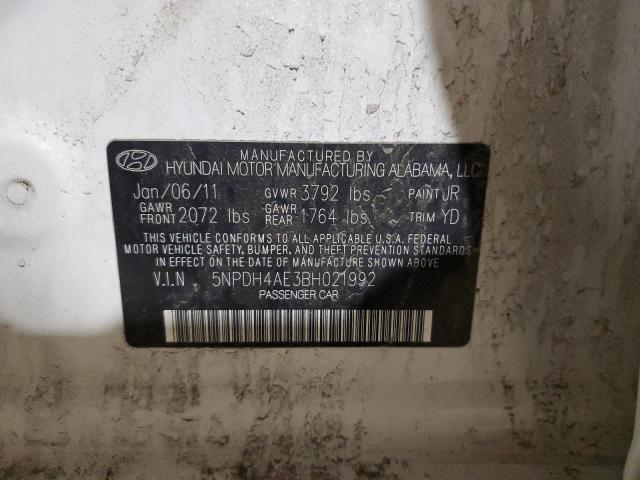 MANUFACTURED BY
HYUNDAI MOTOR MANUFACTURING ALABAMA, LLC
Jan/06/11 GVWR 3792 lbs. PAINT JR
GAWR FRONT 2072 lbs GAWR REAR 1764 lbs. TRIM YD
THIS VEHICLE CONFORMS TO ALL APPLICABLE U.S.A. FEDERAL
MOTOR VEHICLE SAFETY, BUMPER, AND THEFT PREVENTION STANDARDS
IN EFFECT ON THE DATE OF MANUFACTURE SHOWN ABOVE
V.I.N 5NPDH4AE3BH021992
PASSENGER CAR